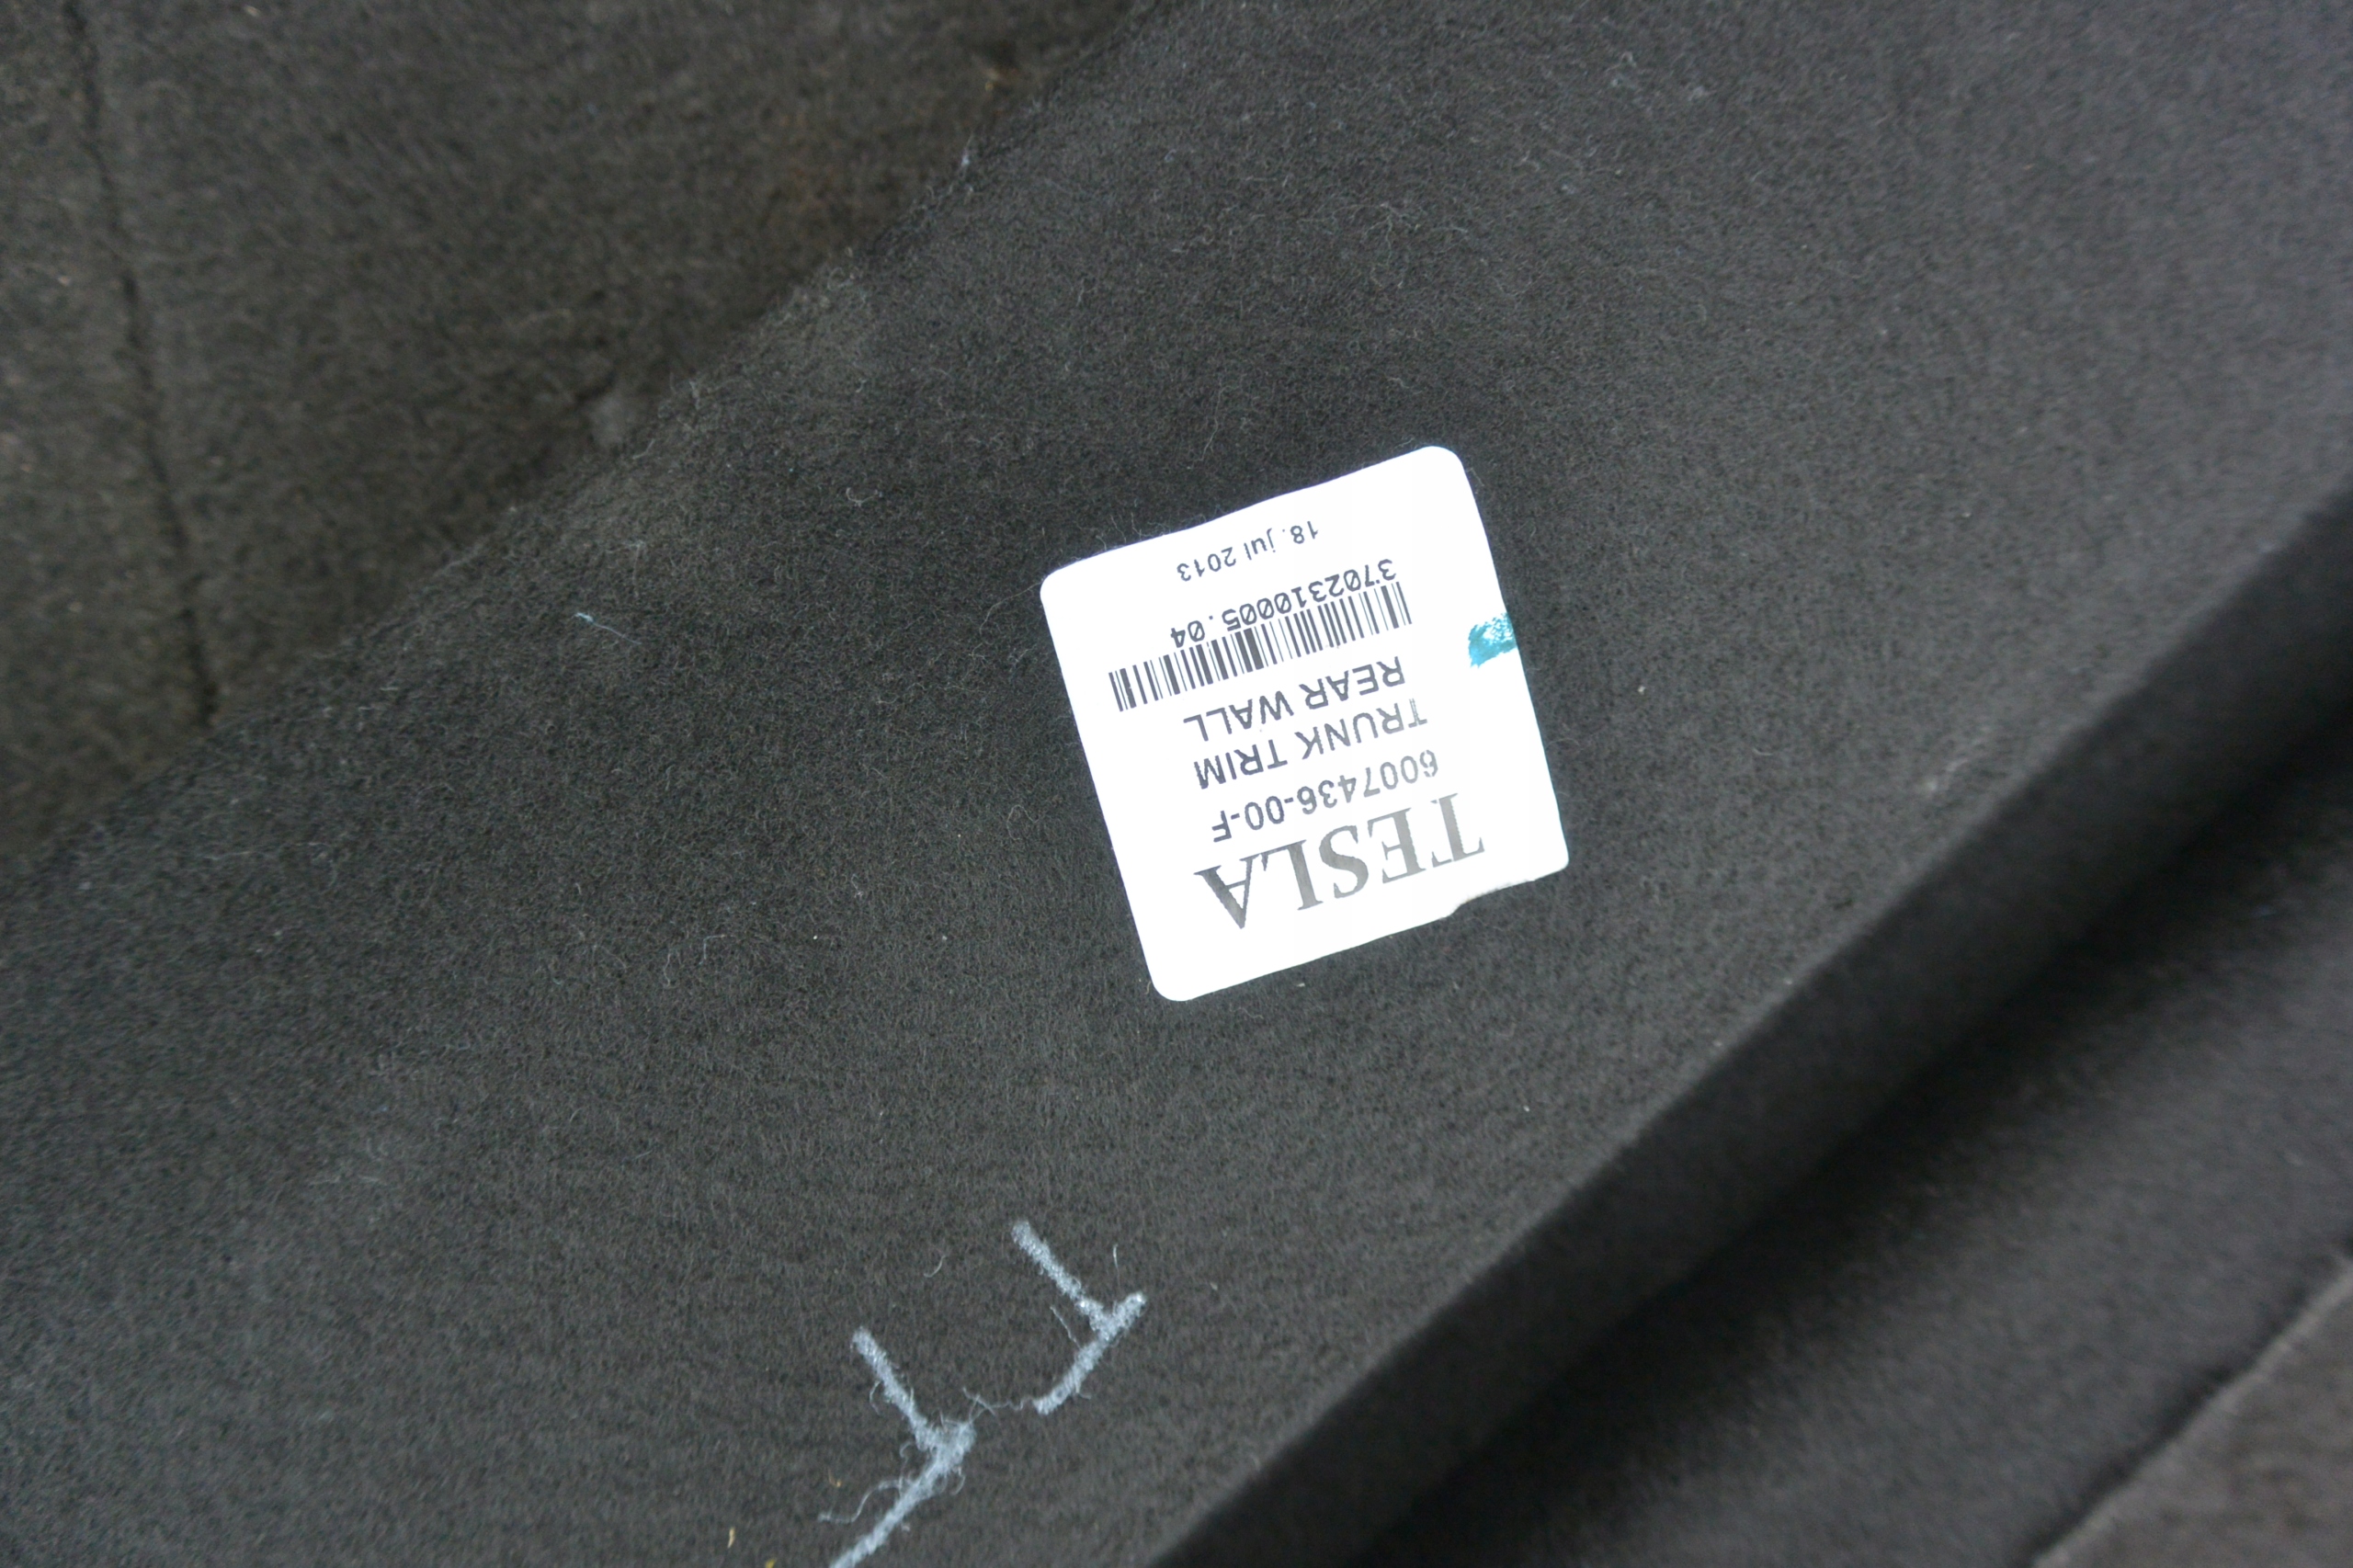 TESLA
6007436-00-F
TRUNK TRIM
REAR WALL
3702310005.04
18. jul 2013